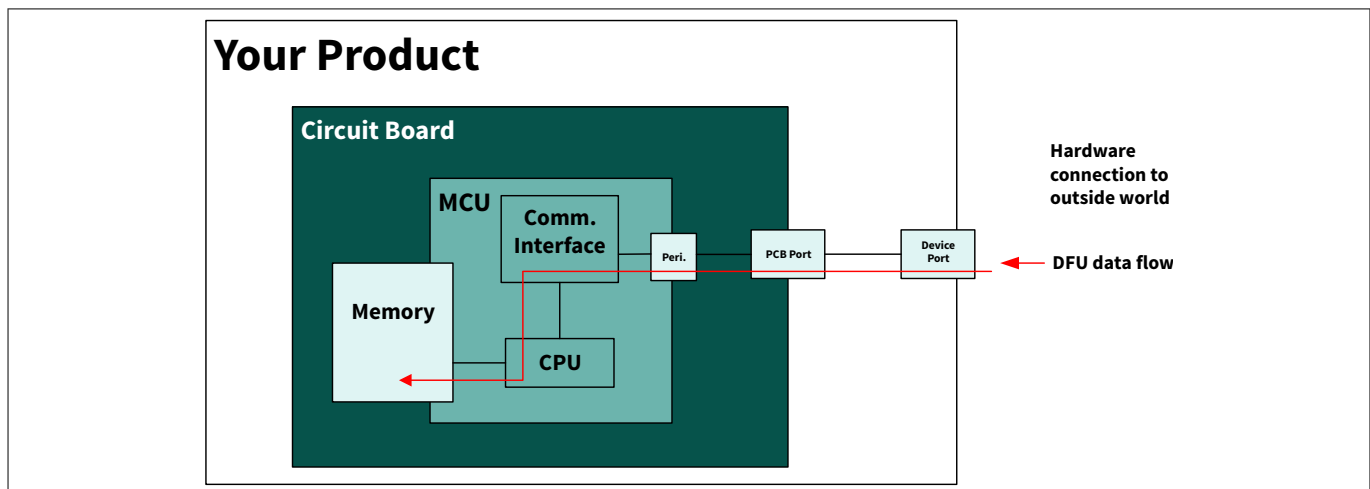 Your Product
Circuit Board
MCU
Comm.
Interface
Peri.
PCB Port
Device
Port
Memory
CPU
Hardware
connection to
outside world
DFU data flow